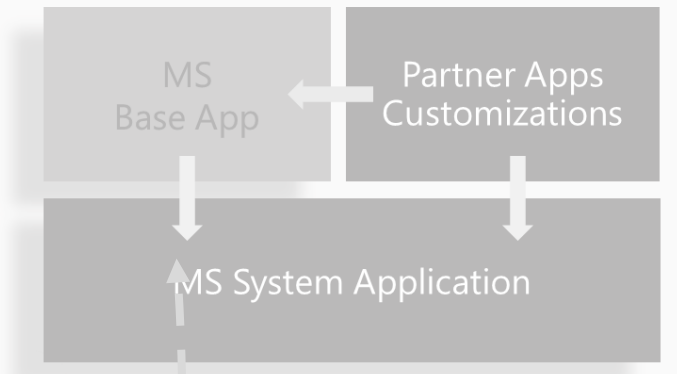 MS
Base App
Partner Apps
Customizations
MS System Application